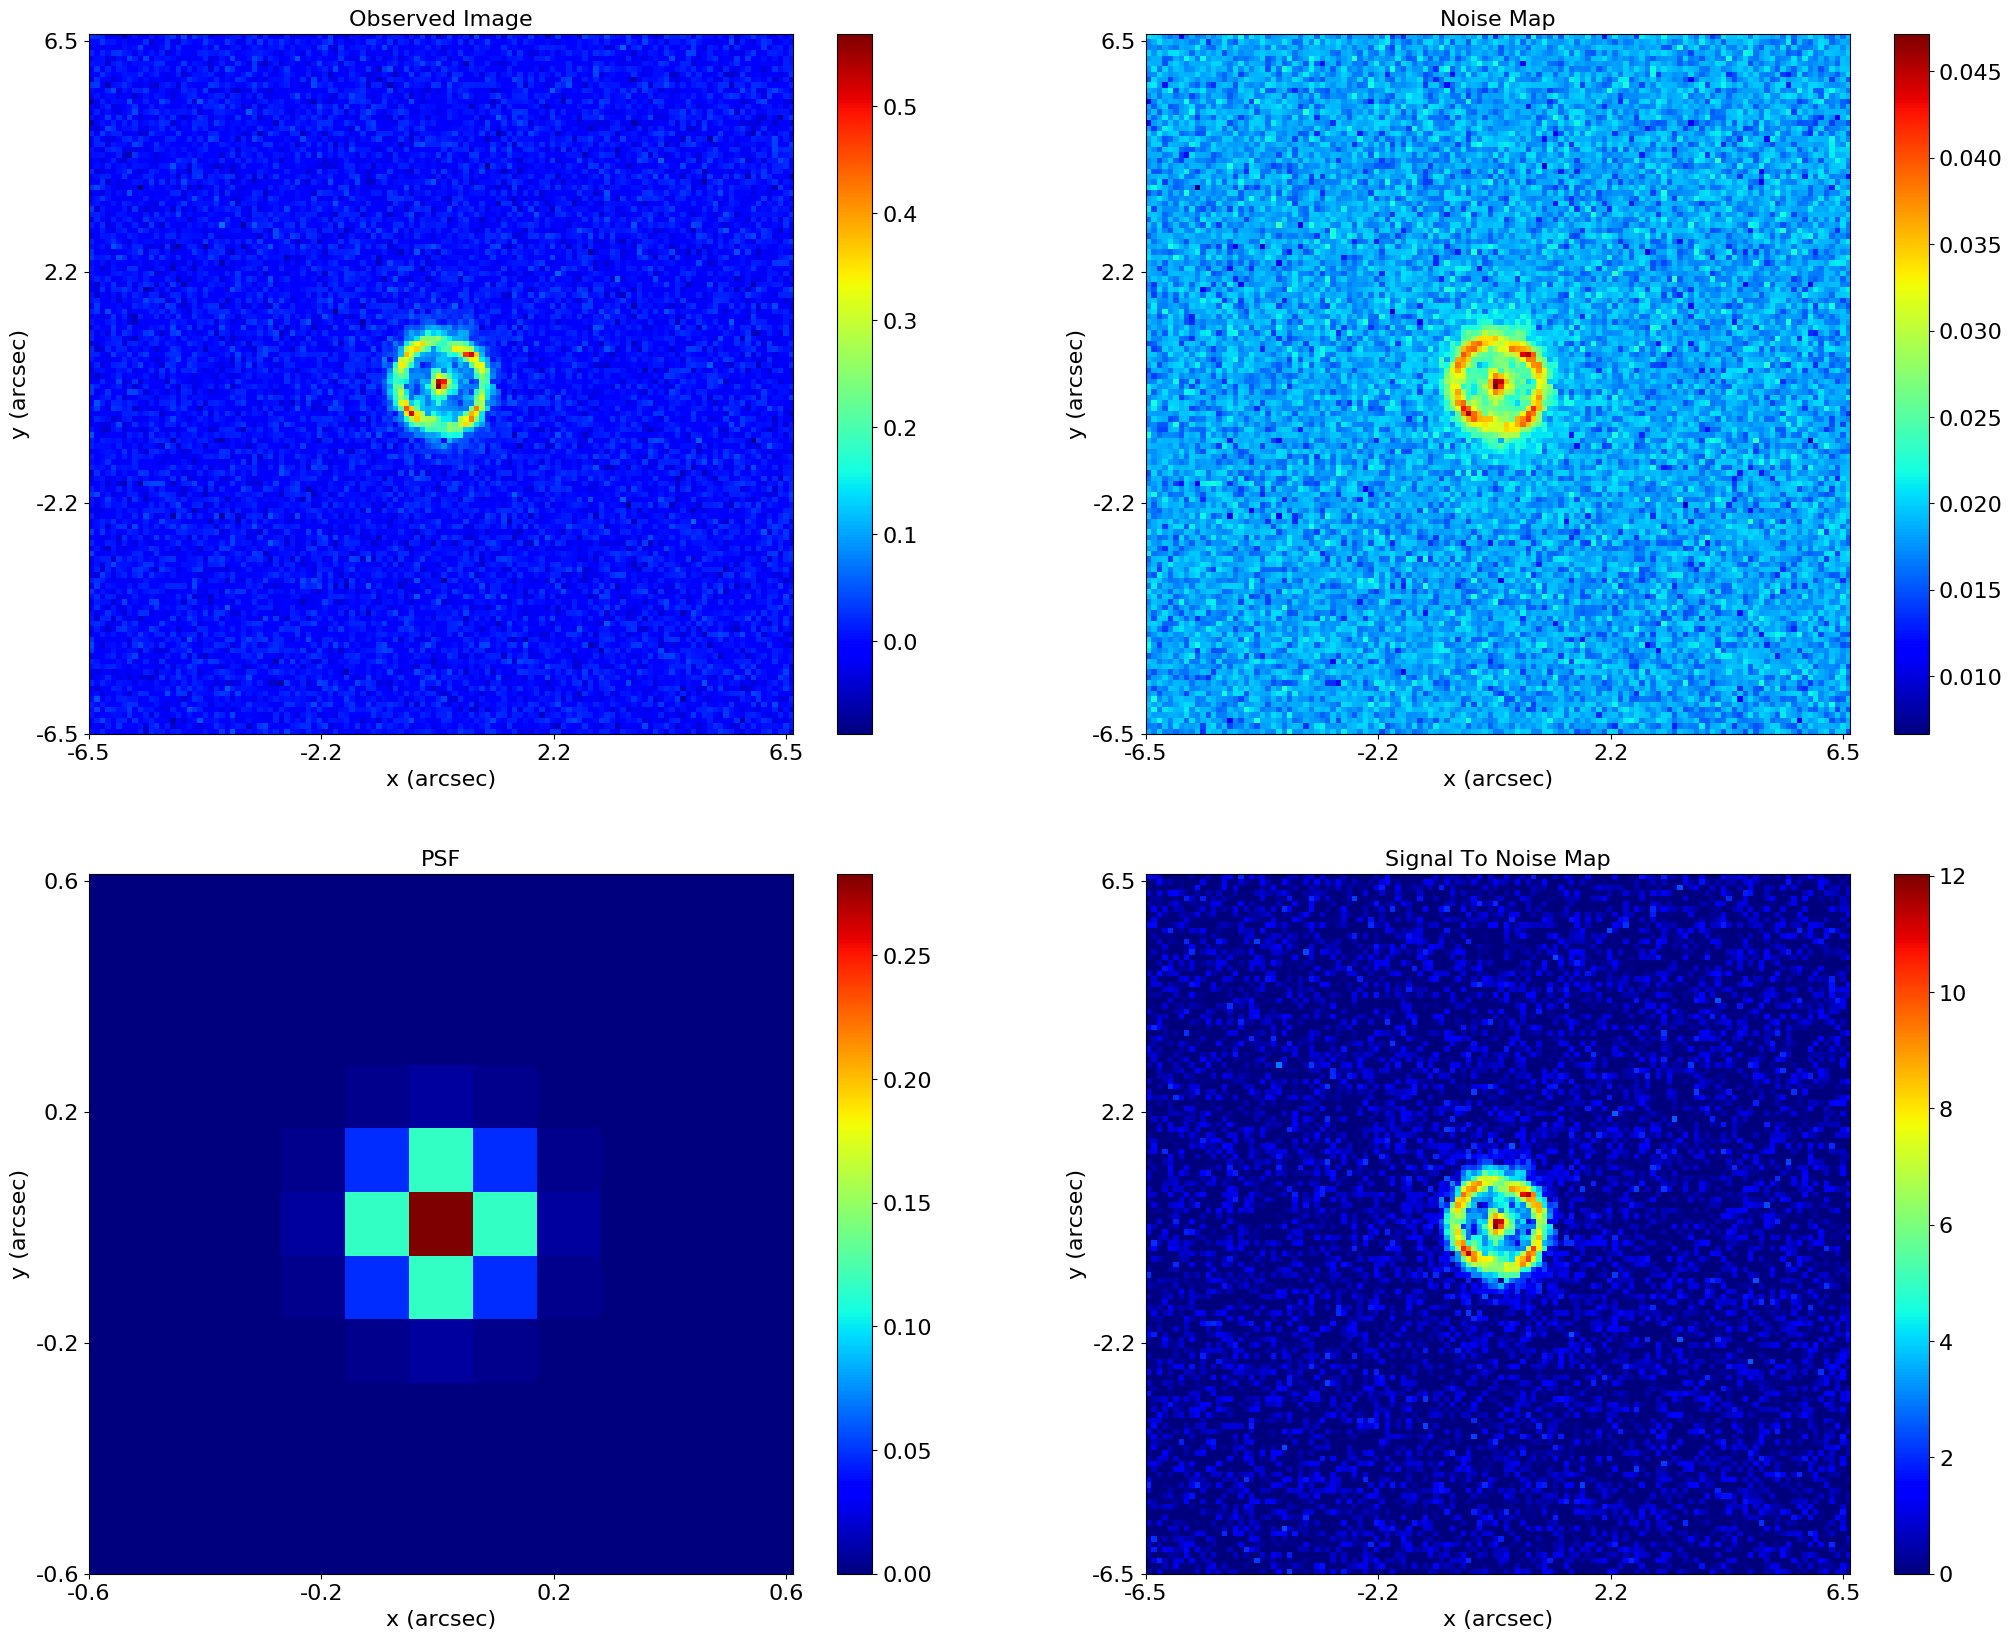 Observed Image
6.5
2.2
-2.2
-6.5
y (arcsec)
-6.5 -2.2 2.2 6.5
x (arcsec)
0.5
0.4
0.3
0.2
0.1
0.0
Noise Map
6.5
2.2
-2.2
-6.5
y (arcsec)
-6.5 -2.2 2.2 6.5
x (arcsec)
0.045
0.040
0.035
0.030
0.025
0.020
0.015
0.010
PSF
0.6
0.2
-0.2
-0.6
y (arcsec)
-0.6 -0.2 0.2 0.6
x (arcsec)
0.25
0.20
0.15
0.10
0.05
0.00
Signal To Noise Map
6.5
2.2
-2.2
-6.5
y (arcsec)
-6.5 -2.2 2.2 6.5
x (arcsec)
12
10
8
6
4
2
0